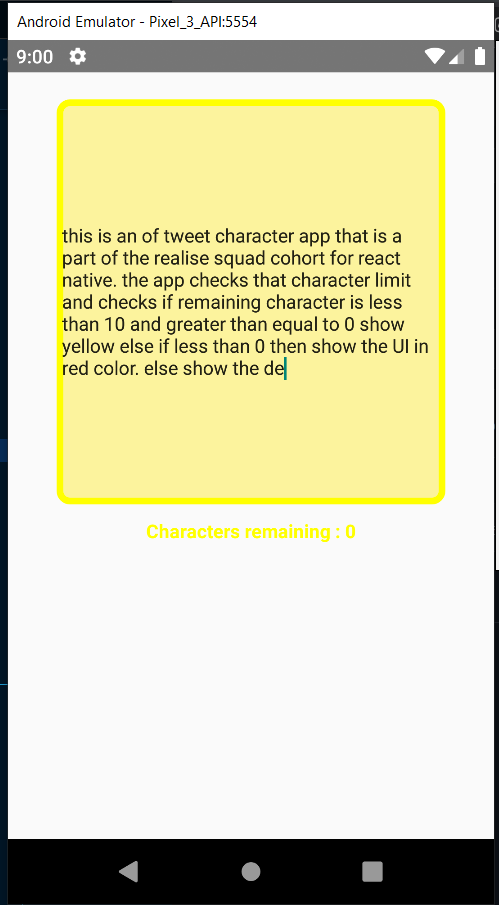 Android Emulator - Pixel_3_API:5554
9:00
this is an of tweet character app that is a
part of the realise squad cohort for react
native. the app checks that character limit
and checks if remaining character is less
than 10 and greater than equal to 0 show
yellow else if less than 0 then show the UI in
red color. else show the de
Characters remaining : 0